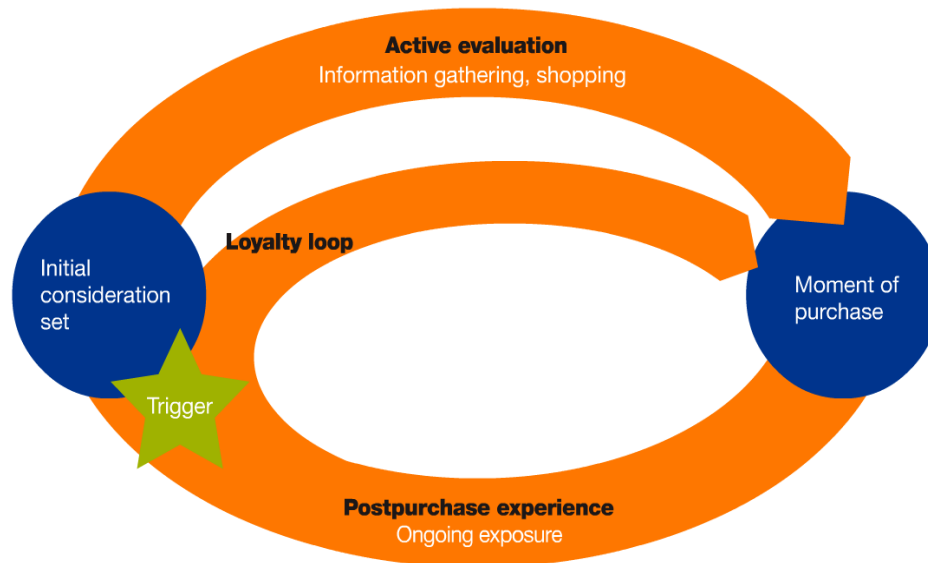 Active evaluation
Information gathering, shopping
Loyalty loop
Initial
consideration
set
Moment of
purchase
Trigger
Postpurchase experience
Ongoing exposure